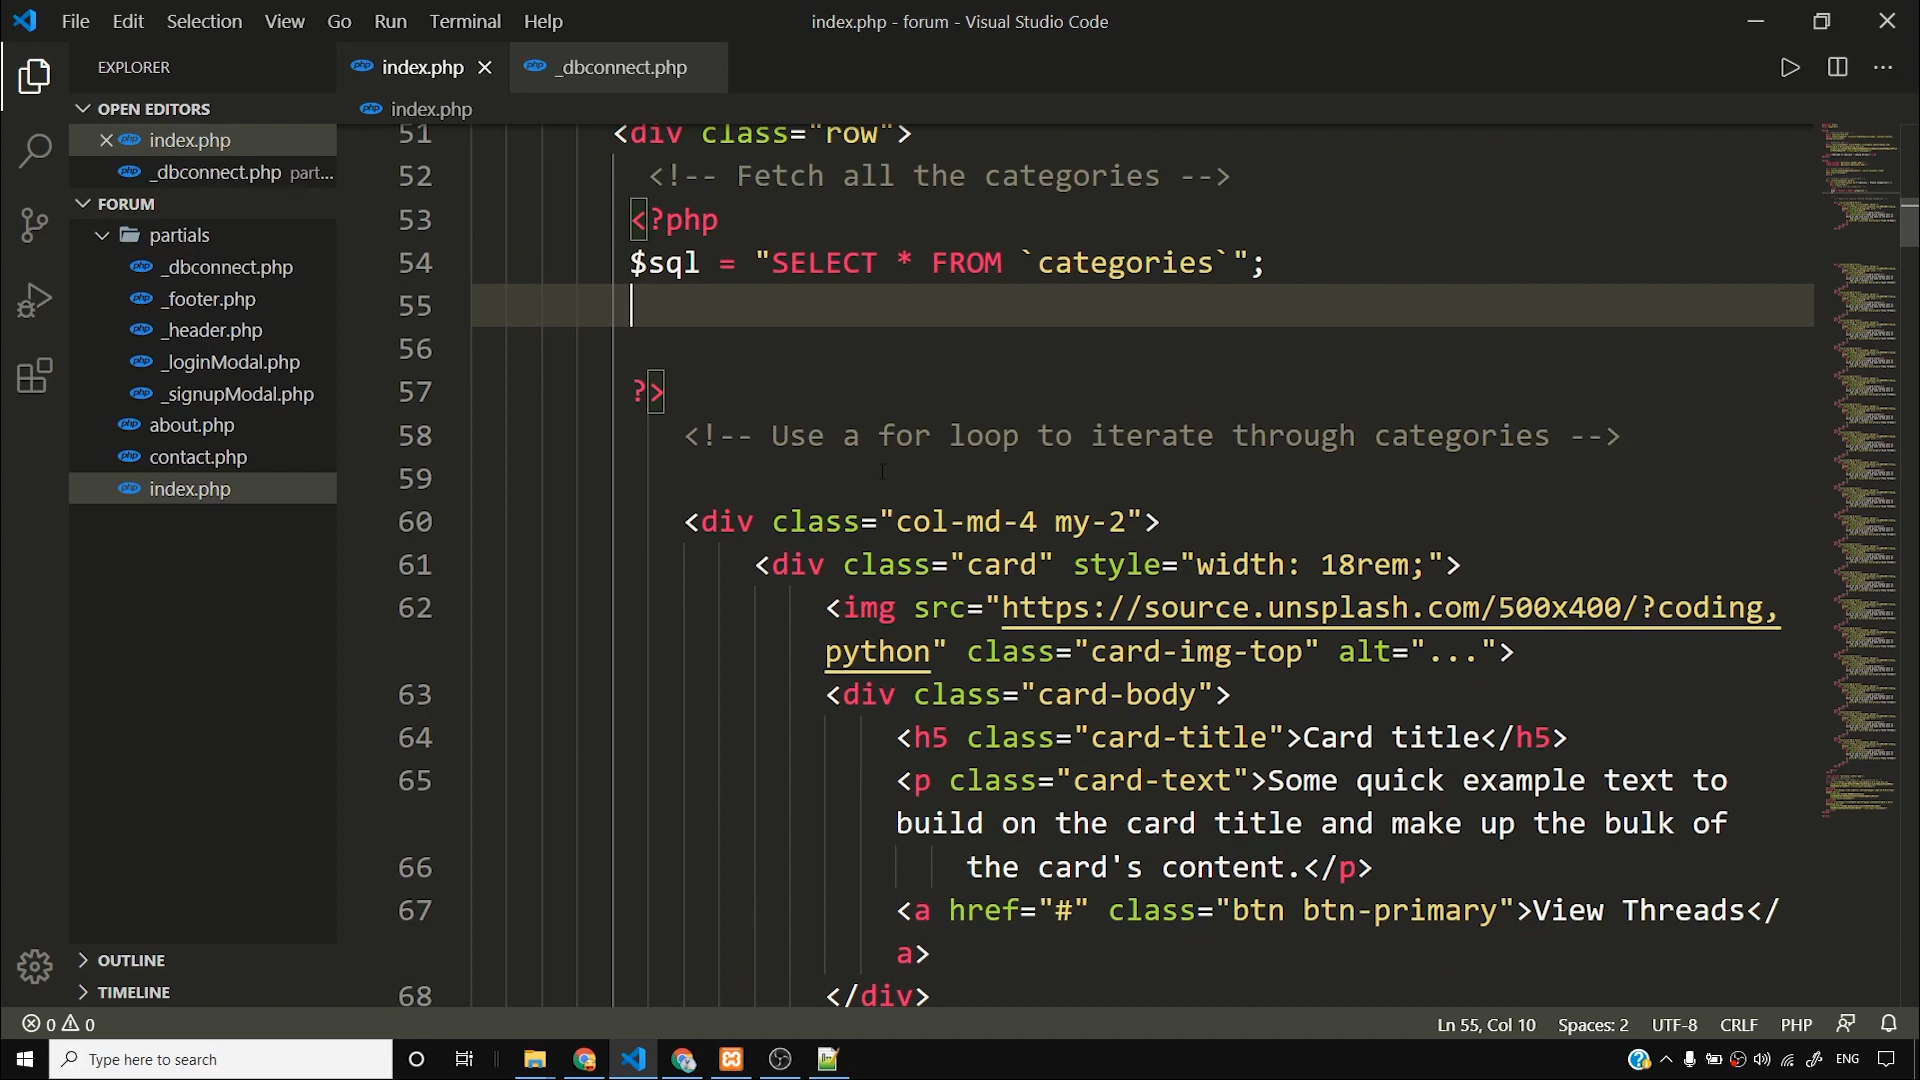 File Edit Selection View Go Run Terminal Help
index.php - forum - Visual Studio Code
EXPLORER
OPEN EDITORS
index.php
_dbconnect.php part...
FORUM
partials
_dbconnect.php
_footer.php
_header.php
_loginModal.php
_signupModal.php
about.php
contact.php
index.php
OUTLINE
TIMELINE
index.php
_dbconnect.php
index.php
51 <div class="row">
52 <!-- Fetch all the categories -->
53 <?php
54 $sql = "SELECT * FROM `categories`";
55
56
57 ?>
58 <!-- Use a for loop to iterate through categories -->
59
60 <div class="col-md-4 my-2">
61 <div class="card" style="width: 18rem;">
62 <img src="https://source.unsplash.com/500x400/?coding,
python" class="card-img-top" alt="...">
63 <div class="card-body">
64 <h5 class="card-title">Card title</h5>
65 <p class="card-text">Some quick example text to
build on the card title and make up the bulk of
66 the card's content.</p>
67 <a href="#" class="btn btn-primary">View Threads</
a>
68 </div>
0 0
Ln 55, Col 10 Spaces: 2 UTF-8 CRLF PHP
Type here to search
ENG